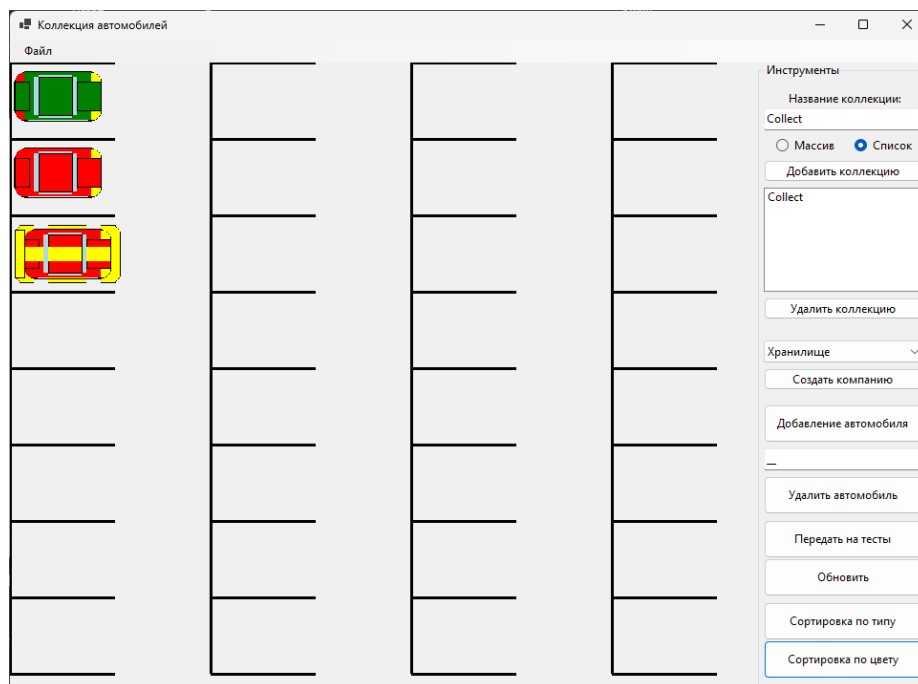 Коллекция автомобилей
Файл
Инструменты
Название коллекции:
Collect
Массив Список
Добавить коллекцию
Collect
Удалить коллекцию
Хранилище
Создать компанию
Добавление автомобиля
Удалить автомобиль
Передать на тесты
Обновить
Сортировка по типу
Сортировка по цвету